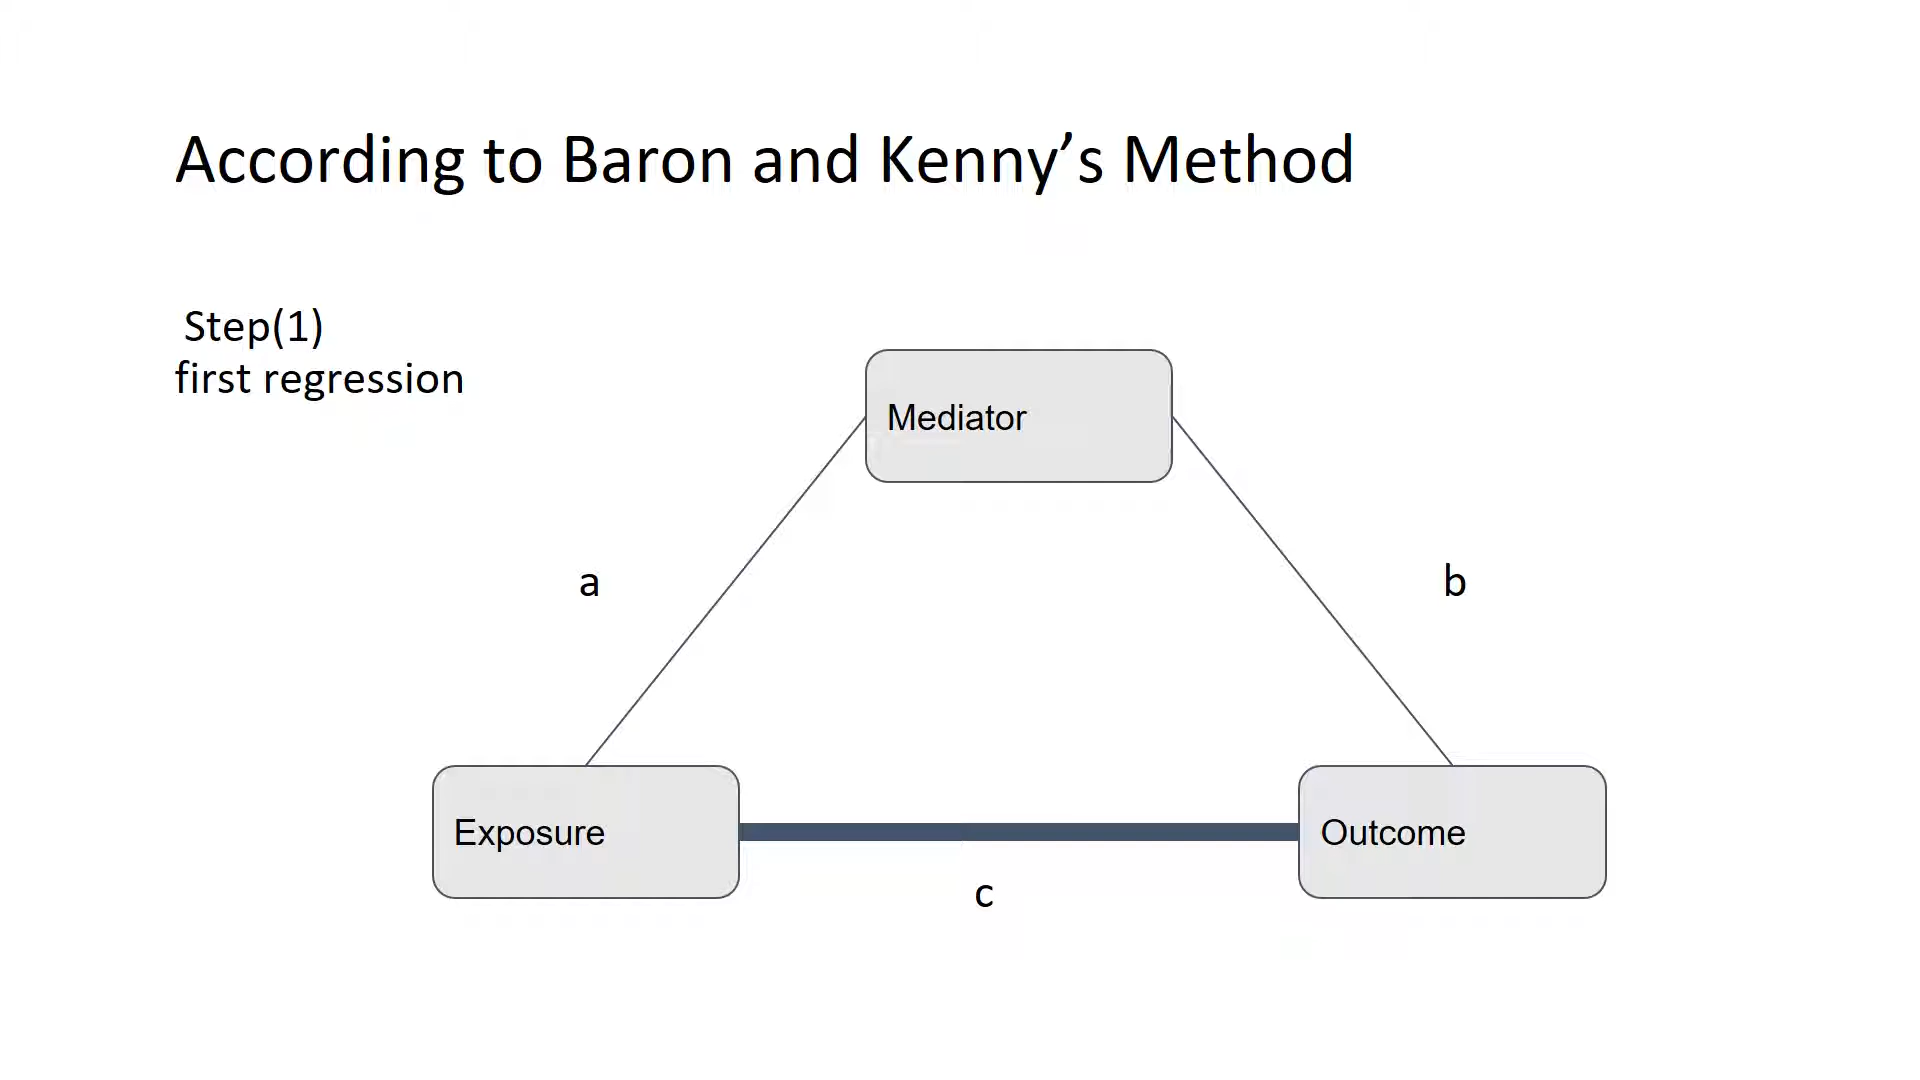 According to Baron and Kenny’s Method
Step(1)
first regression
Mediator
a
b
Exposure
Outcome
c